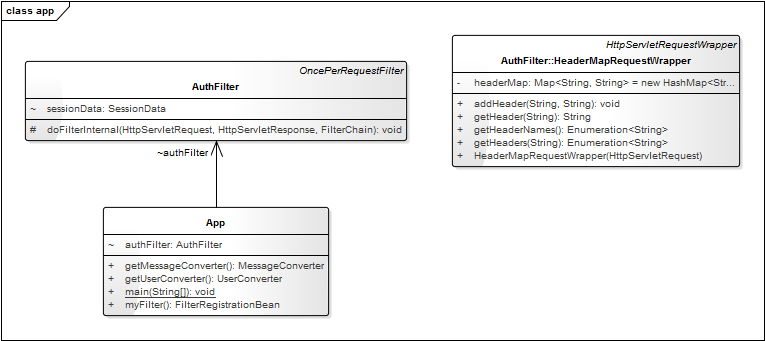 class app
OncePerRequestFilter
AuthFilter
~ sessionData: SessionData
# doFilterInternal(HttpServletRequest, HttpServletResponse, FilterChain): void
HttpServletRequestWrapper
AuthFilter::HeaderMapRequestWrapper
- headerMap: Map<String, String> = new HashMap<Str...
+ addHeader(String, String): void
+ getHeader(String): String
+ getHeaderNames(): Enumeration<String>
+ getHeaders(String): Enumeration<String>
+ HeaderMapRequestWrapper(HttpServletRequest)
~authFilter
App
~ authFilter: AuthFilter
+ getMessageConverter(): MessageConverter
+ getUserConverter(): UserConverter
+ main(String[]): void
+ myFilter(): FilterRegistrationBean